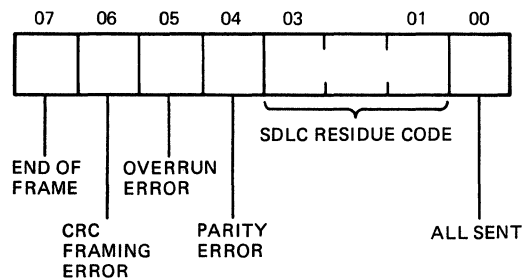 07 06 05 04 03 01 00
SDLC RESIDUE CODE
END OF
FRAME
OVERRUN
ERROR
CRC
FRAMING
ERROR
PARITY
ERROR
ALL SENT